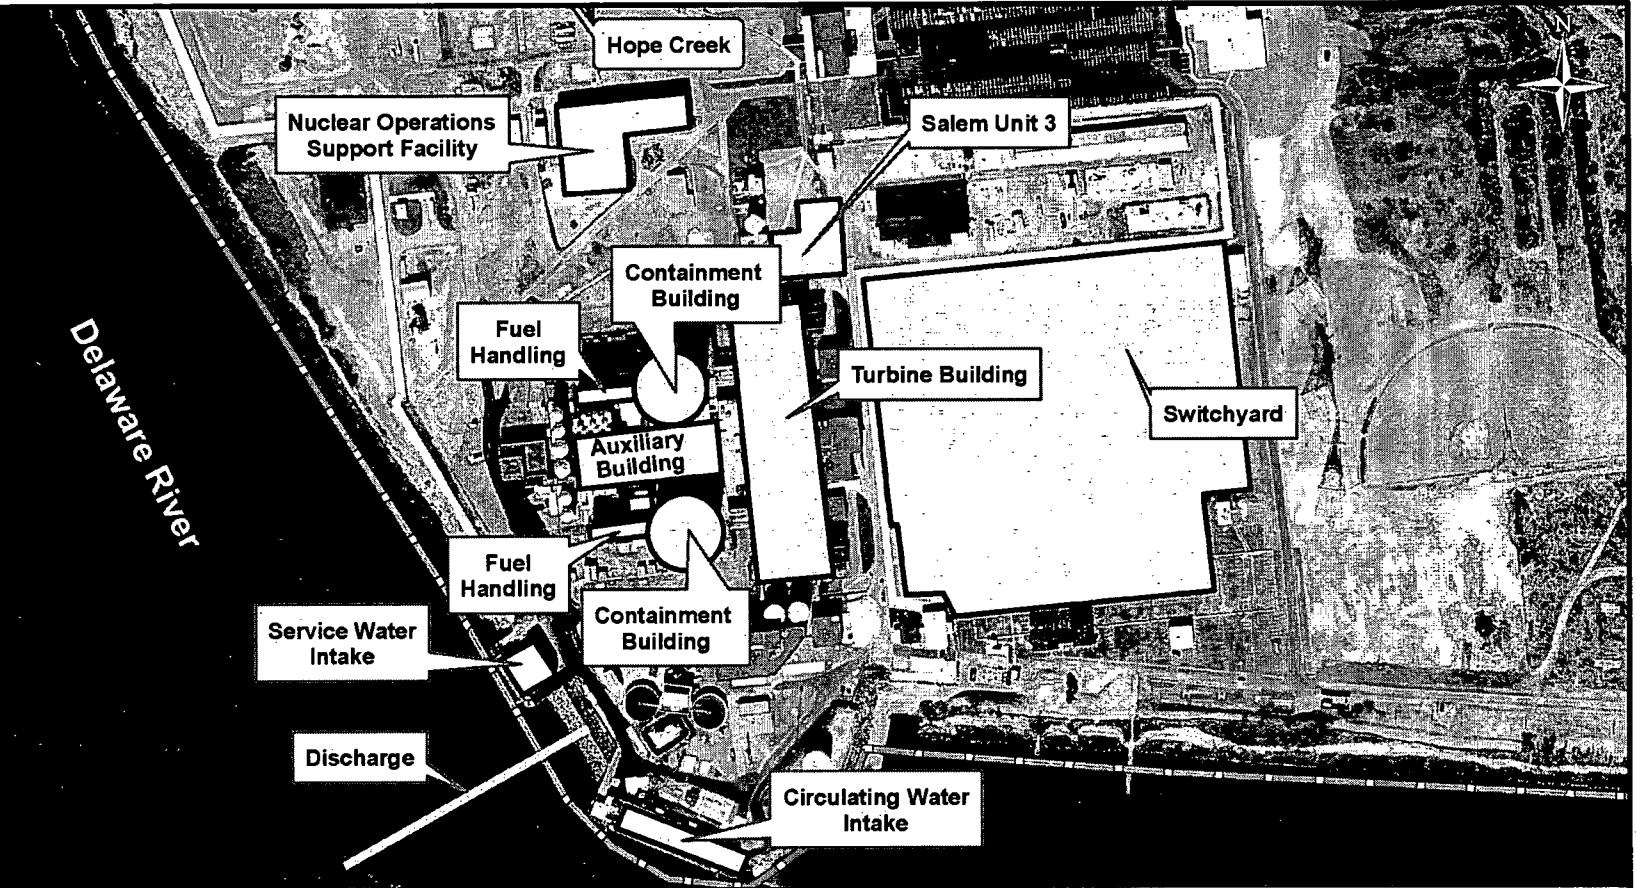 Hope Creek
N
Nuclear Operations
Support Facility
Salem Unit 3
Containment
Building
Fuel
Handling
Turbine Building
Switchyard
Auxiliary
Building
Delaware River
Fuel
Handling
Containment
Building
Service Water
Intake
Discharge
Circulating Water
Intake